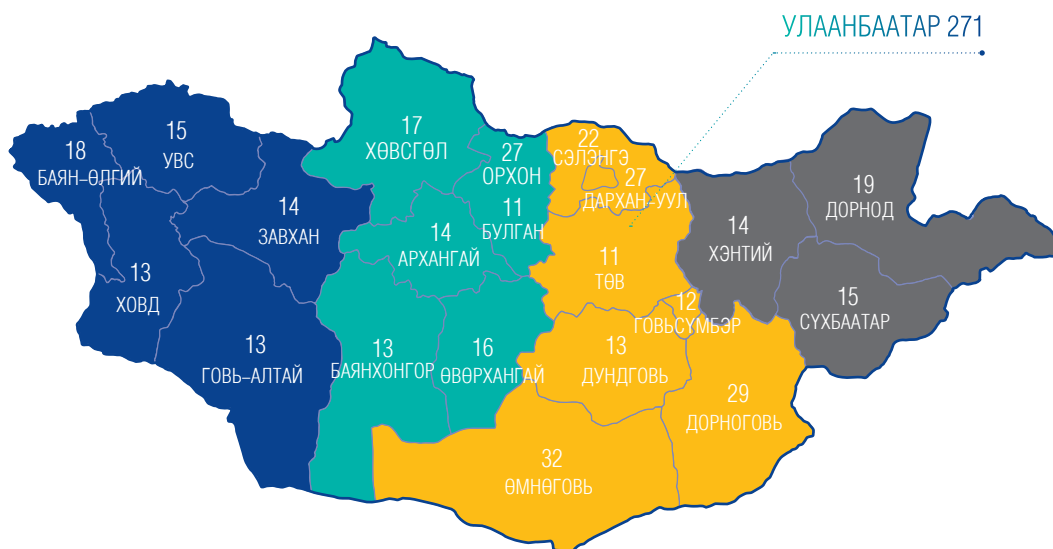 УЛААНБААТАР 271
18
БАЯН-ӨЛГИЙ
15
УВС
14
ЗАВХАН
13
ХОВД
13
ГОВЬ-АЛТАЙ
17
ХӨВСГӨЛ
27
ОРХОН
11
БУЛГАН
14
АРХАНГАЙ
13
БАЯНХОНГОР
16
ӨВӨРХАНГАЙ
22
СЭЛЭНГЭ
27
ДАРХАН-УУЛ
11
ТӨВ
12
ГОВЬСҮМБЭР
13
ДУНДГОВЬ
29
ДОРНОГОВЬ
32
ӨМНӨГОВЬ
14
ХЭНТИЙ
19
ДОРНОД
15
СҮХБААТАР